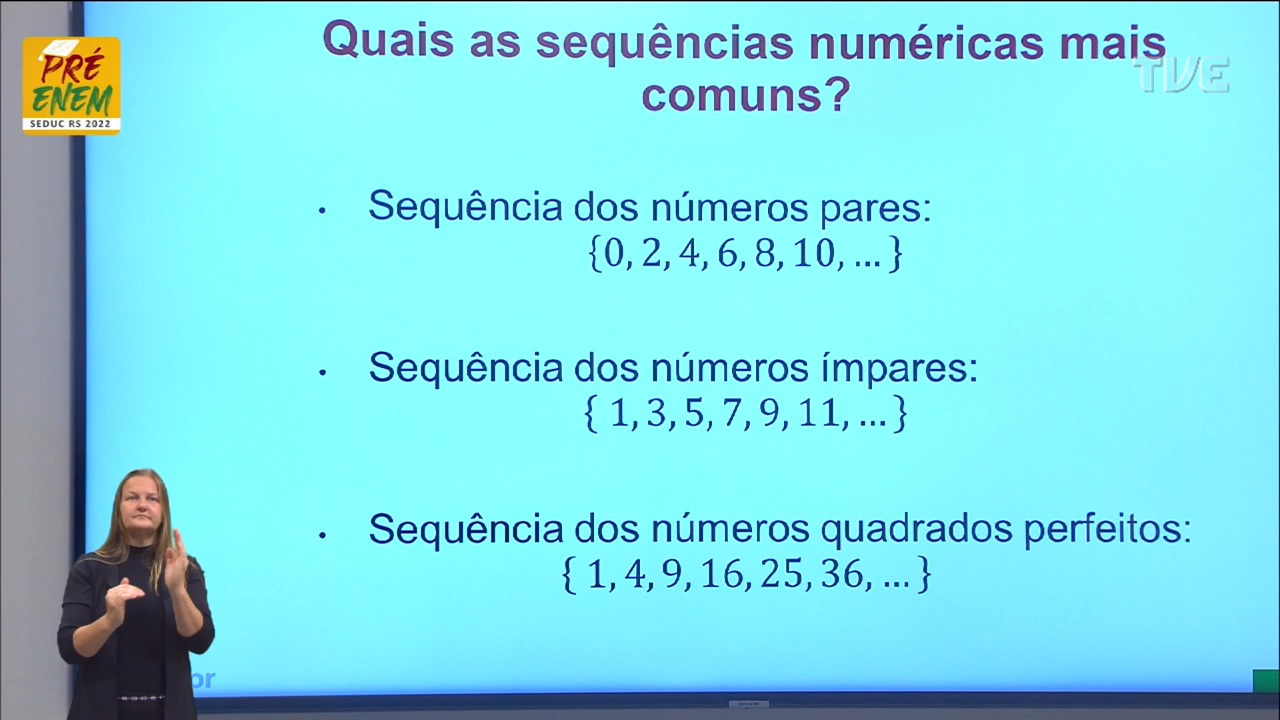 PRÉ
ENEM
SEDUC RS 2022
TVE
Quais as sequências numéricas mais
comuns?
• Sequência dos números pares:
{0, 2, 4, 6, 8, 10, ... }
• Sequência dos números ímpares:
{ 1, 3, 5, 7, 9, 11, ... }
• Sequência dos números quadrados perfeitos:
{ 1, 4, 9, 16, 25, 36, ... }